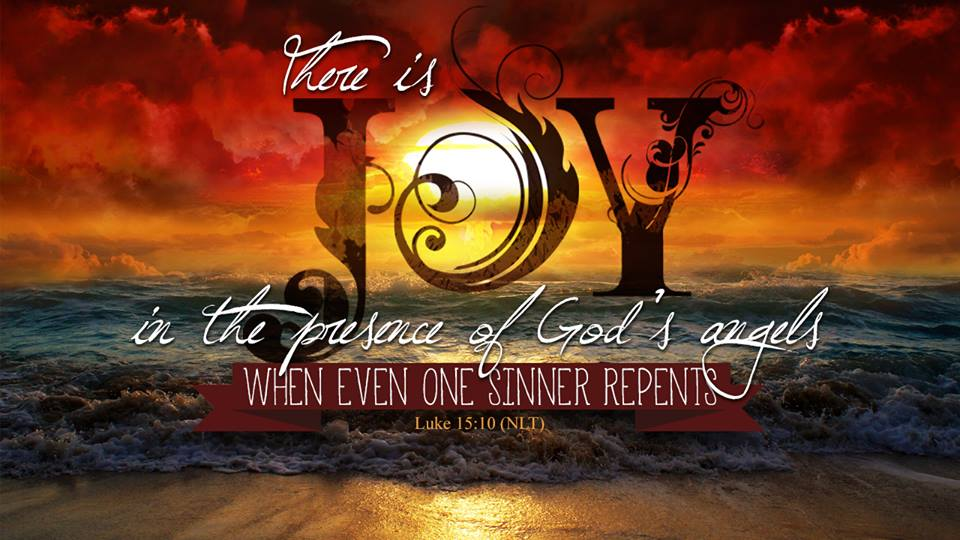 There is
JOY
in the presence of God's angels
WHEN EVEN ONE SINNER REPENTS
Luke 15:10 (NLT)